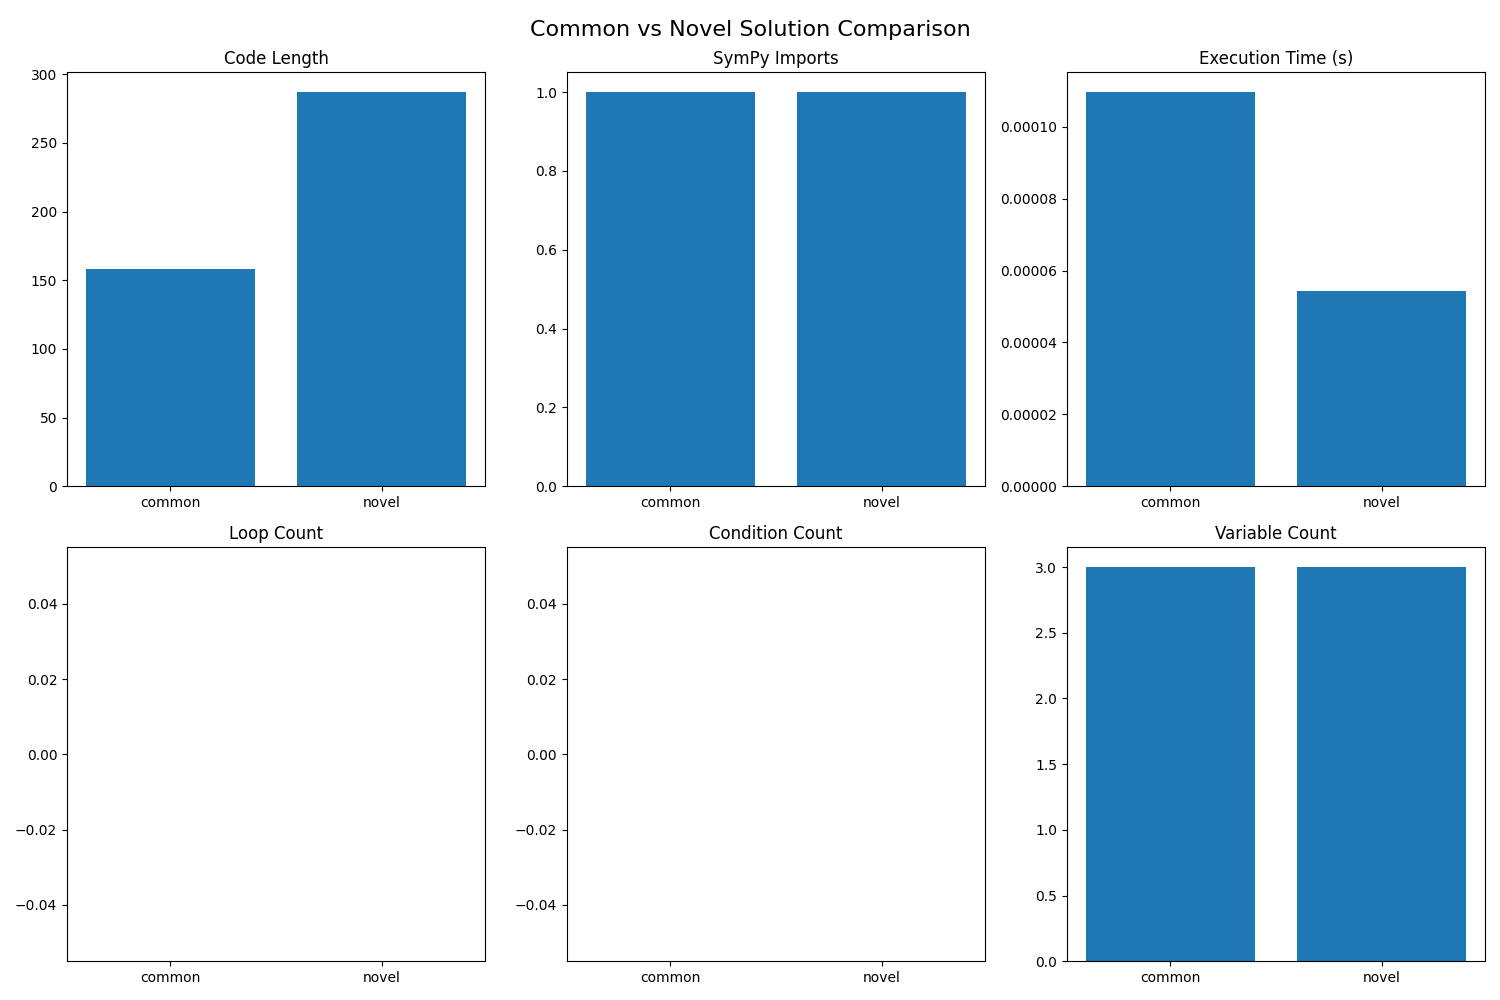 Common vs Novel Solution Comparison
Code Length
300
250
200
150
100
50
0
common novel
SymPy Imports
1.0
0.8
0.6
0.4
0.2
0.0
common novel
Execution Time (s)
0.00010
0.00008
0.00006
0.00004
0.00002
0.00000
common novel
Loop Count
0.04
0.02
0.00
−0.02
−0.04
common novel
Condition Count
0.04
0.02
0.00
−0.02
−0.04
common novel
Variable Count
3.0
2.5
2.0
1.5
1.0
0.5
0.0
common novel